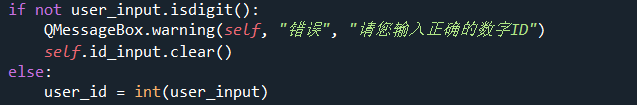 if not user_input.isdigit():
    QMessageBox.warning(self, "错误", "请您输入正确的数字ID")
    self.id_input.clear()
else:
    user_id = int(user_input)